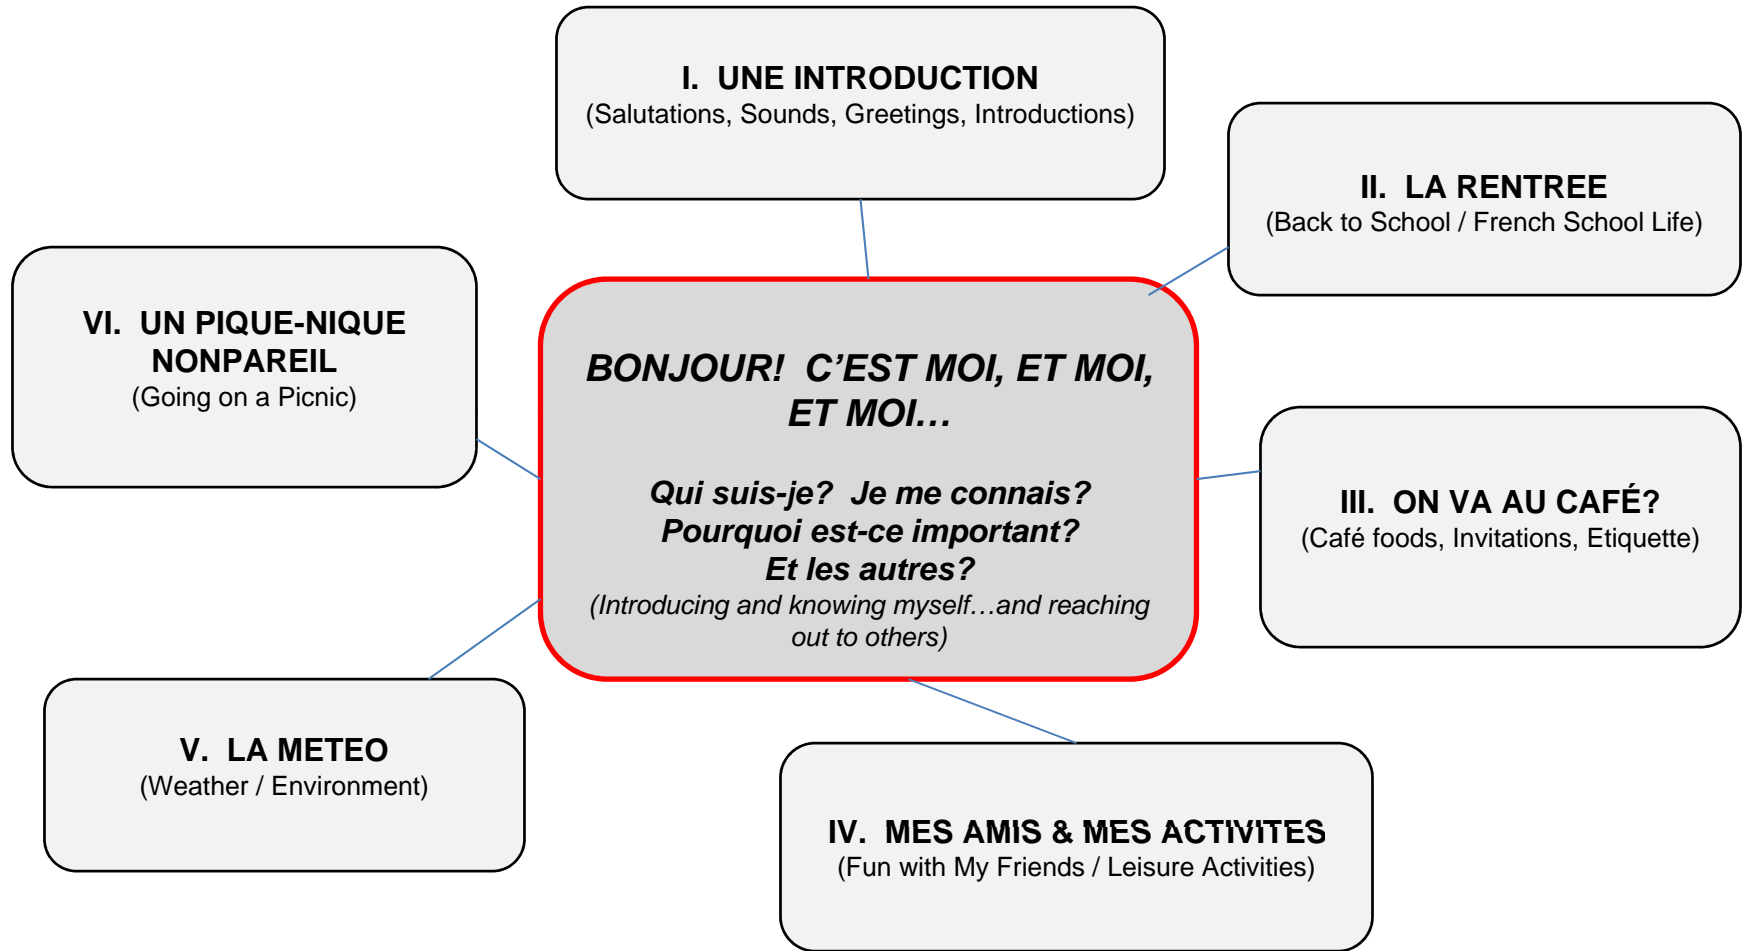 I. UNE INTRODUCTION
(Salutations, Sounds, Greetings, Introductions)
II. LA RENTREE
(Back to School / French School Life)
VI. UN PIQUE-NIQUE
NONPAREIL
(Going on a Picnic)
BONJOUR! C’EST MOI, ET MOI,
ET MOI…
Qui suis-je? Je me connais?
Pourquoi est-ce important?
Et les autres?
(Introducing and knowing myself…and reaching
out to others)
III. ON VA AU CAFÉ?
(Café foods, Invitations, Etiquette)
V. LA METEO
(Weather / Environment)
IV. MES AMIS & MES ACTIVITES
(Fun with My Friends / Leisure Activities)